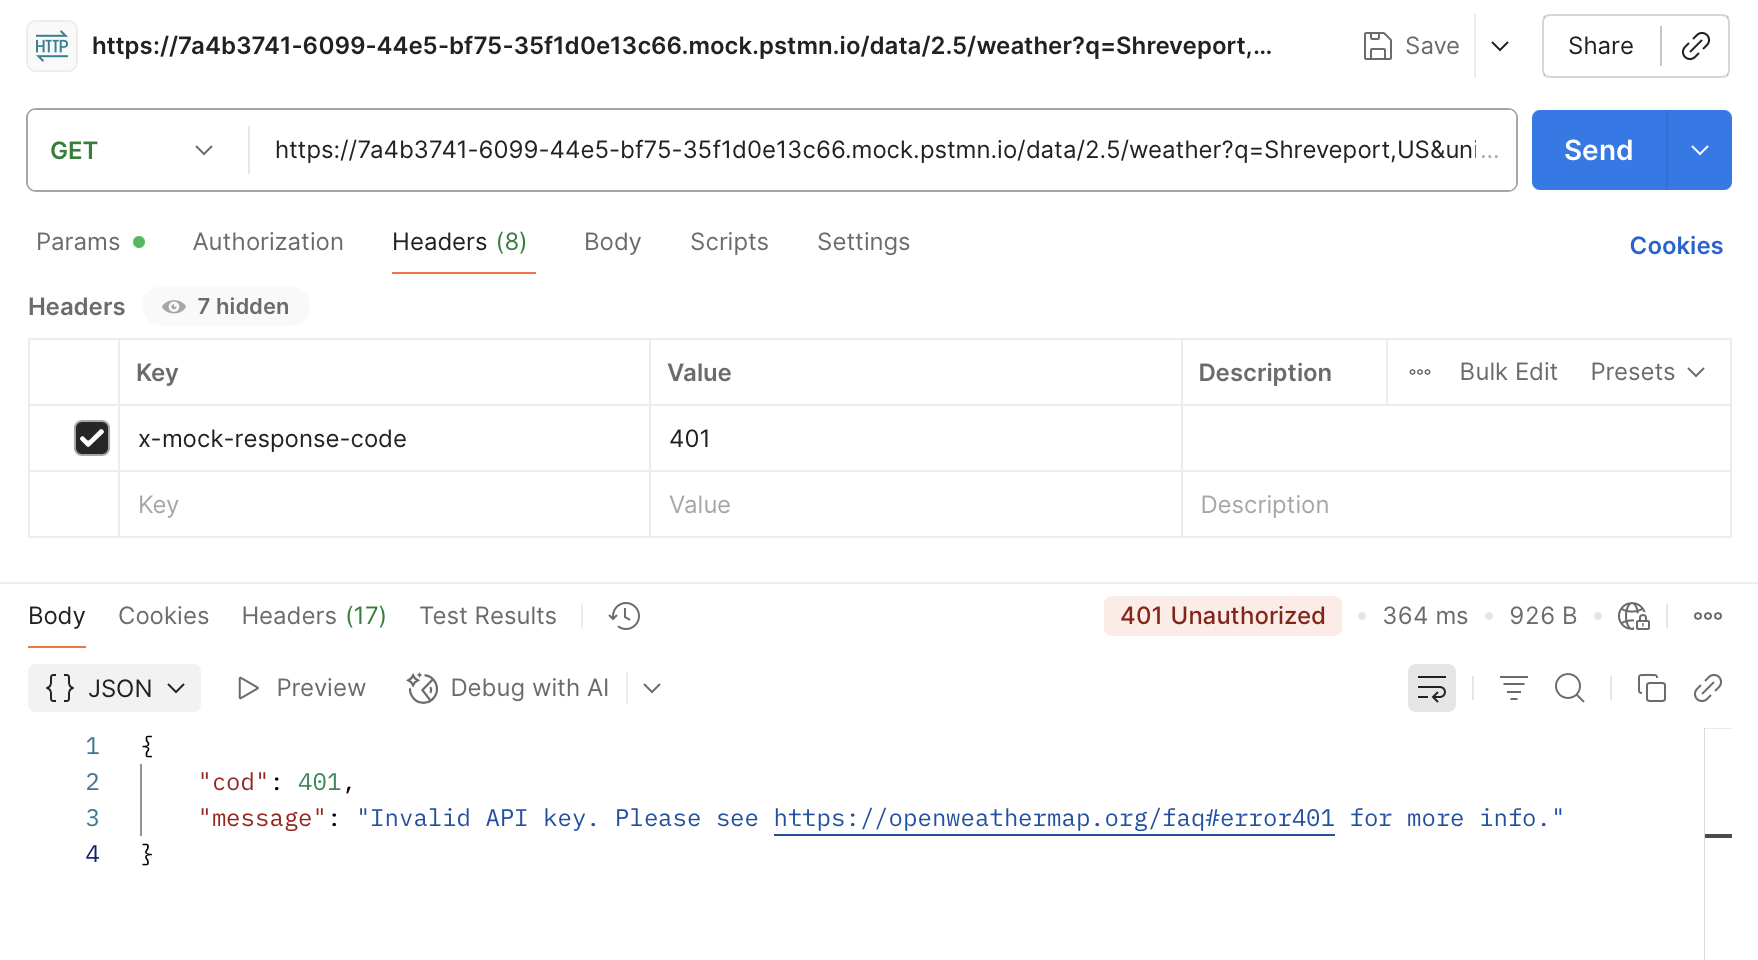 HTTP https://7a4b3741-6099-44e5-bf75-35f1d0e13c66.mock.pstmn.io/data/2.5/weather?q=Shreveport,... Save Share
GET https://7a4b3741-6099-44e5-bf75-35f1d0e13c66.mock.pstmn.io/data/2.5/weather?q=Shreveport,US&uni... Send
Params Authorization Headers (8) Body Scripts Settings Cookies
Headers 7 hidden
Key Value Description Bulk Edit Presets
x-mock-response-code 401
Key Value Description
Body Cookies Headers (17) Test Results 401 Unauthorized 364 ms 926 B
{} JSON Preview Debug with AI
1 {
2 "cod": 401,
3 "message": "Invalid API key. Please see https://openweathermap.org/faq#error401 for more info."
4 }